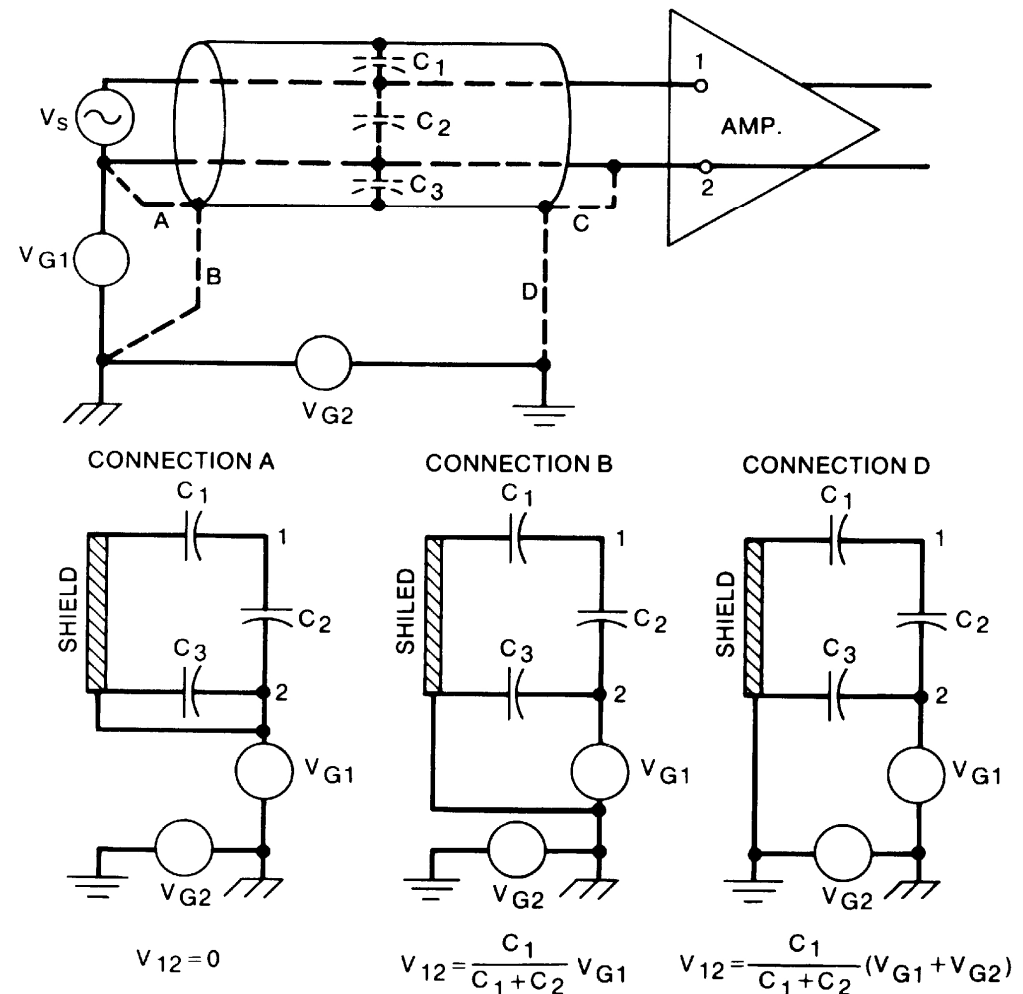 C1
1
VS
C2
AMP.
C3
2
A
C
VG1
B
D
VG2
CONNECTION A
CONNECTION B
CONNECTION D
C1
C1
C1
1
1
1
SHIELD
SHILED
SHIELD
C2
C2
C2
C3
C3
C3
2
2
2
VG1
VG1
VG1
VG2
VG2
VG2
V12=0
V12= C1 / C1+C2 VG1
V12= C1 / C1+C2 (VG1+VG2)